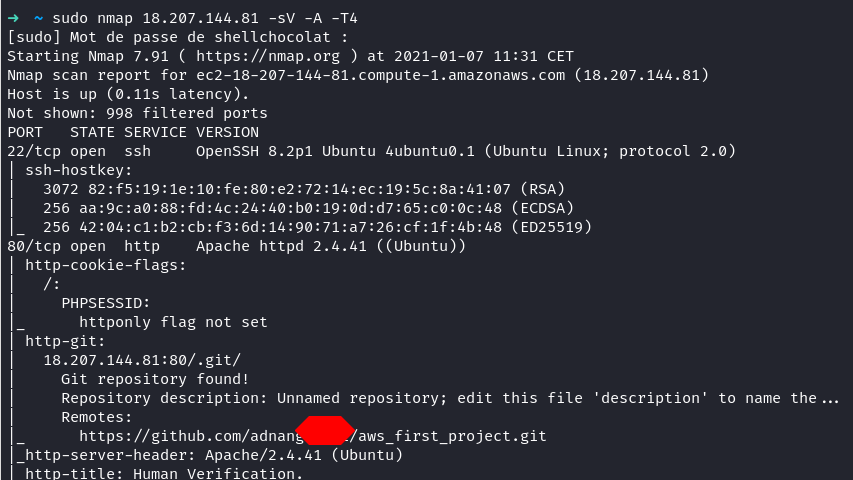 → ~ sudo nmap 18.207.144.81 -sV -A -T4
[sudo] Mot de passe de shellchocolat :
Starting Nmap 7.91 ( https://nmap.org ) at 2021-01-07 11:31 CET
Nmap scan report for ec2-18-207-144-81.compute-1.amazonaws.com (18.207.144.81)
Host is up (0.11s latency).
Not shown: 998 filtered ports
PORT   STATE SERVICE VERSION
22/tcp open  ssh     OpenSSH 8.2p1 Ubuntu 4ubuntu0.1 (Ubuntu Linux; protocol 2.0)
| ssh-hostkey:
|   3072 82:f5:19:1e:10:fe:80:e2:72:14:ec:19:5c:8a:41:07 (RSA)
|   256 aa:9c:a0:88:fd:4c:24:40:b0:19:0d:d7:65:c0:0c:48 (ECDSA)
|_  256 42:04:c1:b2:cb:f3:6d:14:90:71:a7:26:cf:1f:4b:48 (ED25519)
80/tcp open  http    Apache httpd 2.4.41 ((Ubuntu))
| http-cookie-flags:
|   /:
|     PHPSESSID:
|_      httponly flag not set
| http-git:
|   18.207.144.81:80/.git/
|     Git repository found!
|     Repository description: Unnamed repository; edit this file 'description' to name the...
|     Remotes:
|_      https://github.com/adnang /aws_first_project.git
|_http-server-header: Apache/2.4.41 (Ubuntu)
| http-title: Human Verification.